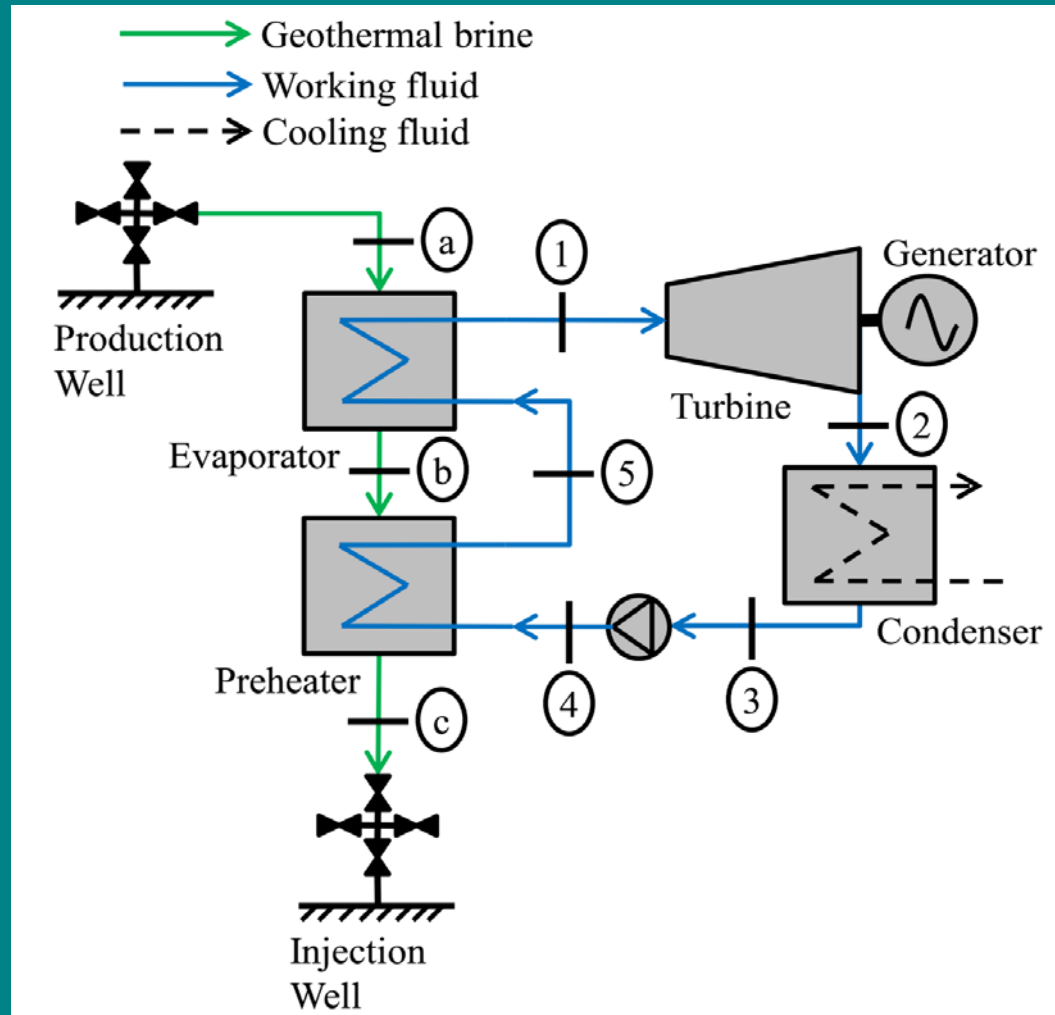 Geothermal brine
Working fluid
Cooling fluid
a
1
Generator
Production
Well
Turbine
2
Evaporator
b
5
Condenser
Preheater
4
3
c
Injection
Well